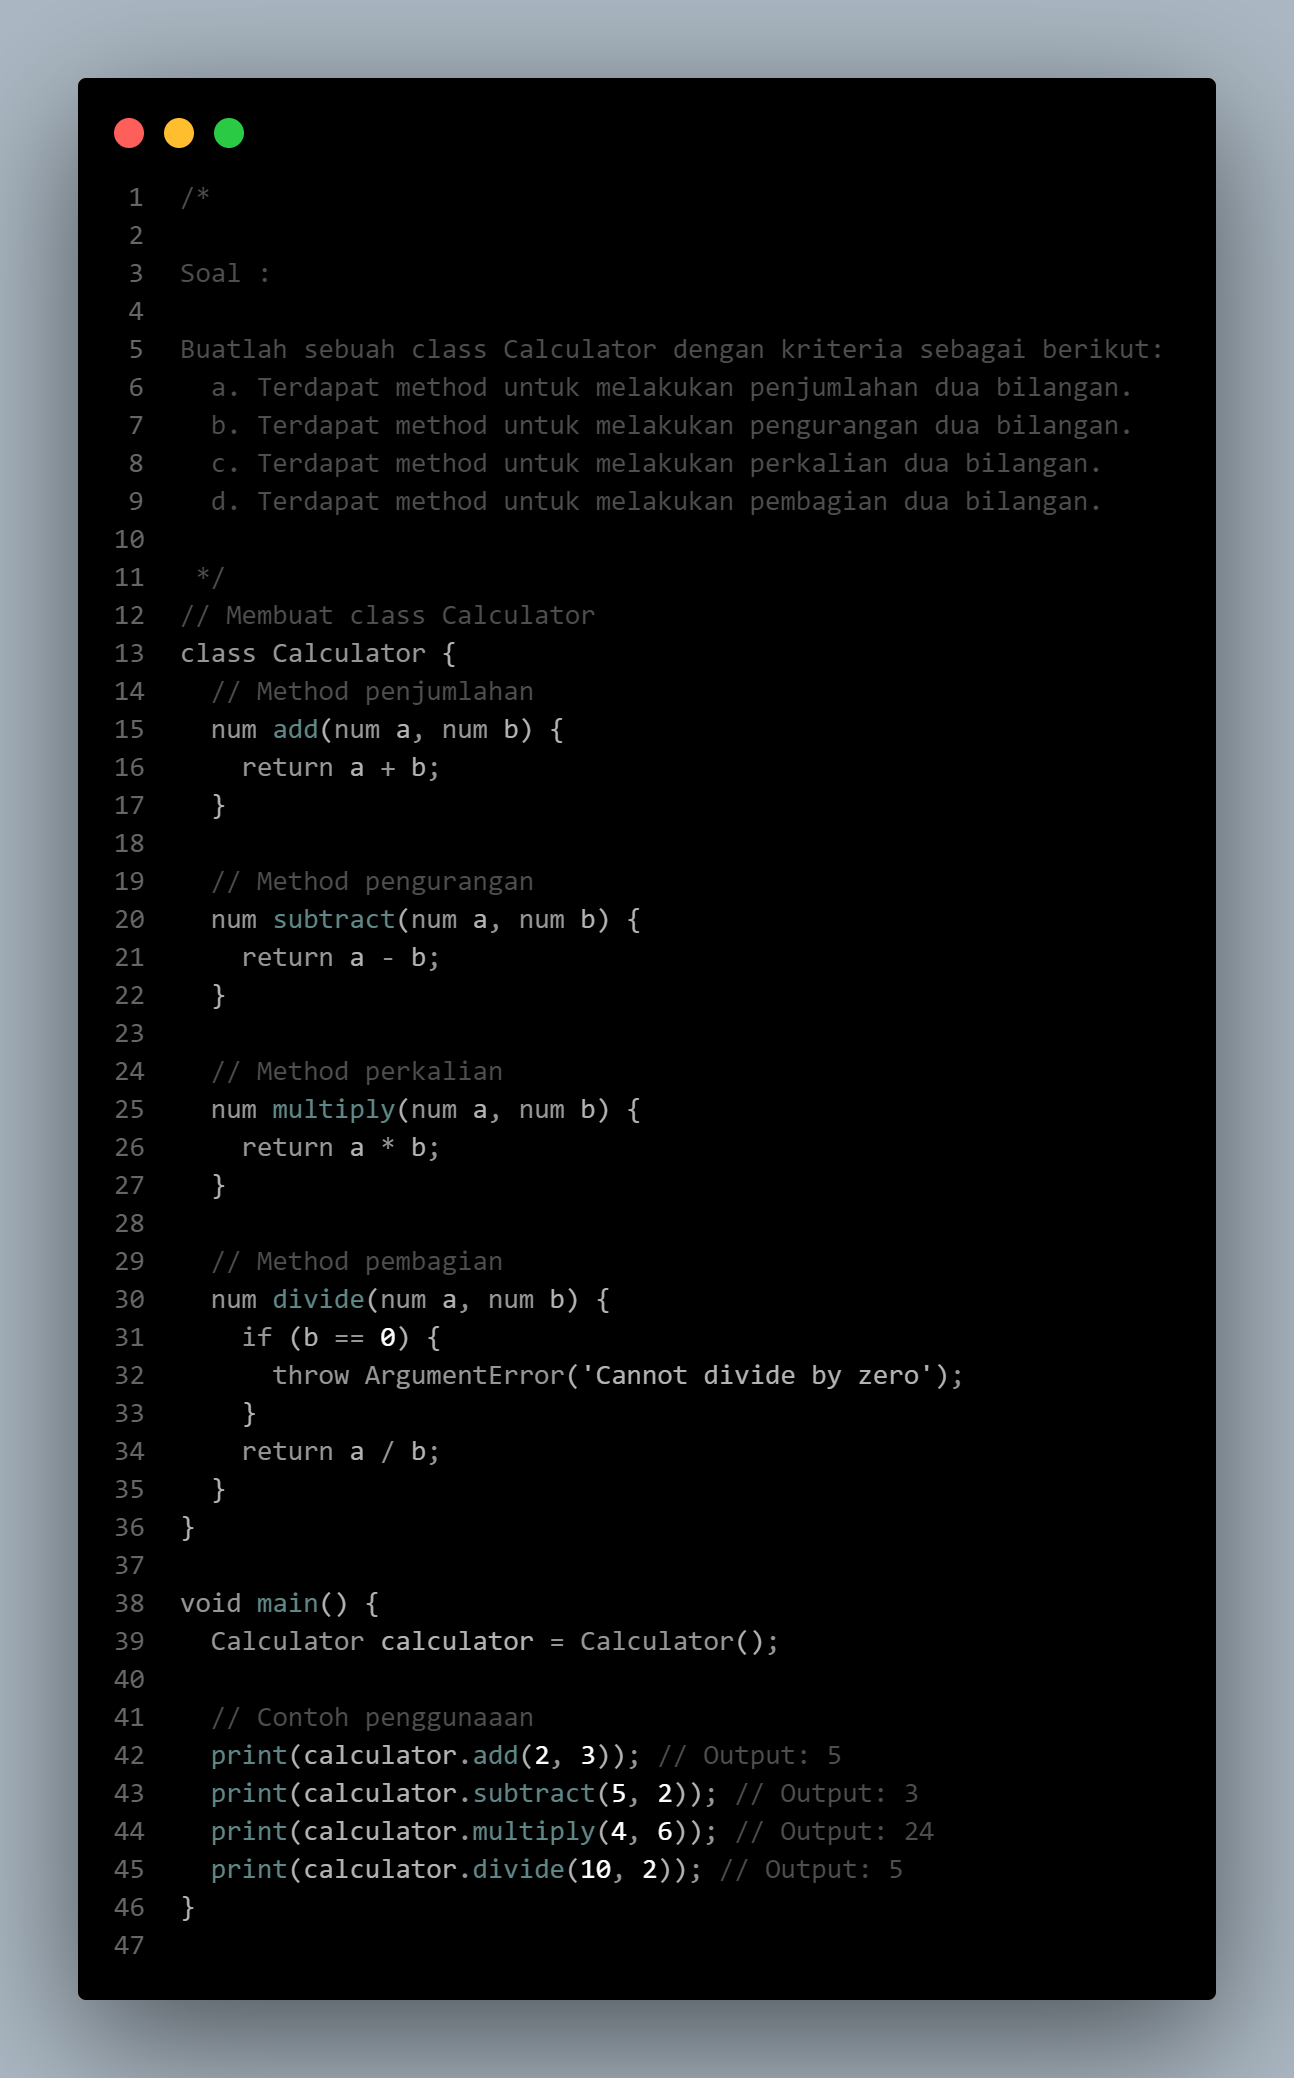 1 /*
2
3 Soal :
4
5 Buatlah sebuah class Calculator dengan kriteria sebagai berikut:
6   a. Terdapat method untuk melakukan penjumlahan dua bilangan.
7   b. Terdapat method untuk melakukan pengurangan dua bilangan.
8   c. Terdapat method untuk melakukan perkalian dua bilangan.
9   d. Terdapat method untuk melakukan pembagian dua bilangan.
10
11  */
12 // Membuat class Calculator
13 class Calculator {
14   // Method penjumlahan
15   num add(num a, num b) {
16     return a + b;
17   }
18
19   // Method pengurangan
20   num subtract(num a, num b) {
21     return a - b;
22   }
23
24   // Method perkalian
25   num multiply(num a, num b) {
26     return a * b;
27   }
28
29   // Method pembagian
30   num divide(num a, num b) {
31     if (b == 0) {
32       throw ArgumentError('Cannot divide by zero');
33     }
34     return a / b;
35   }
36 }
37
38 void main() {
39   Calculator calculator = Calculator();
40
41   // Contoh penggunaaan
42   print(calculator.add(2, 3)); // Output: 5
43   print(calculator.subtract(5, 2)); // Output: 3
44   print(calculator.multiply(4, 6)); // Output: 24
45   print(calculator.divide(10, 2)); // Output: 5
46 }
47